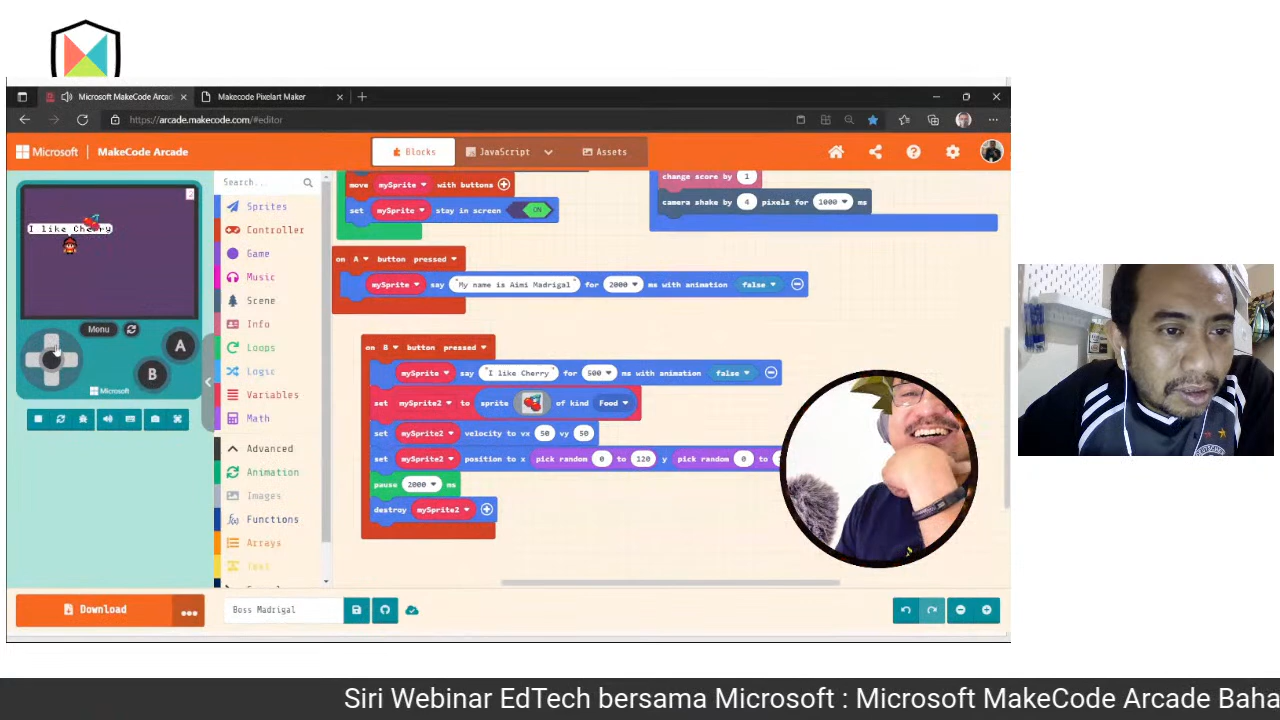 Microsoft MakeCode Arcad
Makecode Pixelart Maker
https://arcade.makecode.com/#editor
Microsoft
MakeCode Arcade
Blocks
JavaScript
Assets
Search...
2
I like Cherry
Menu
A
B
Microsoft
Sprites
Controller
Game
Music
Scene
Info
Loops
Logic
Variables
Math
Advanced
Animation
Images
Functions
Arrays
Text
move mySprite with buttons
set mySprite stay in screen ON
change score by 1
camera shake by 4 pixels for 1000 ms
on A button pressed
mySprite say "My name is Aimi Madrigal" for 2000 ms with animation false
on B button pressed
mySprite say "I like Cherry" for 500 ms with animation false
set mySprite2 to sprite of kind Food
set mySprite2 velocity to vx 50 vy 50
set mySprite2 position to x pick random 0 to 120 y pick random 0 to
pause 2000 ms
destroy mySprite2
Download
Boss Madrigal
Siri Webinar EdTech bersama Microsoft : Microsoft MakeCode Arcade Baha